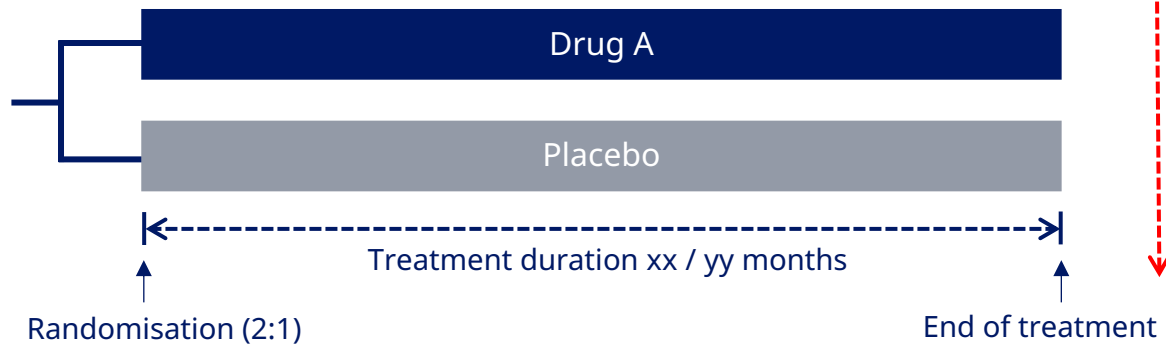 Drug A
Placebo
Treatment duration xx / yy months
Randomisation (2:1)
End of treatment